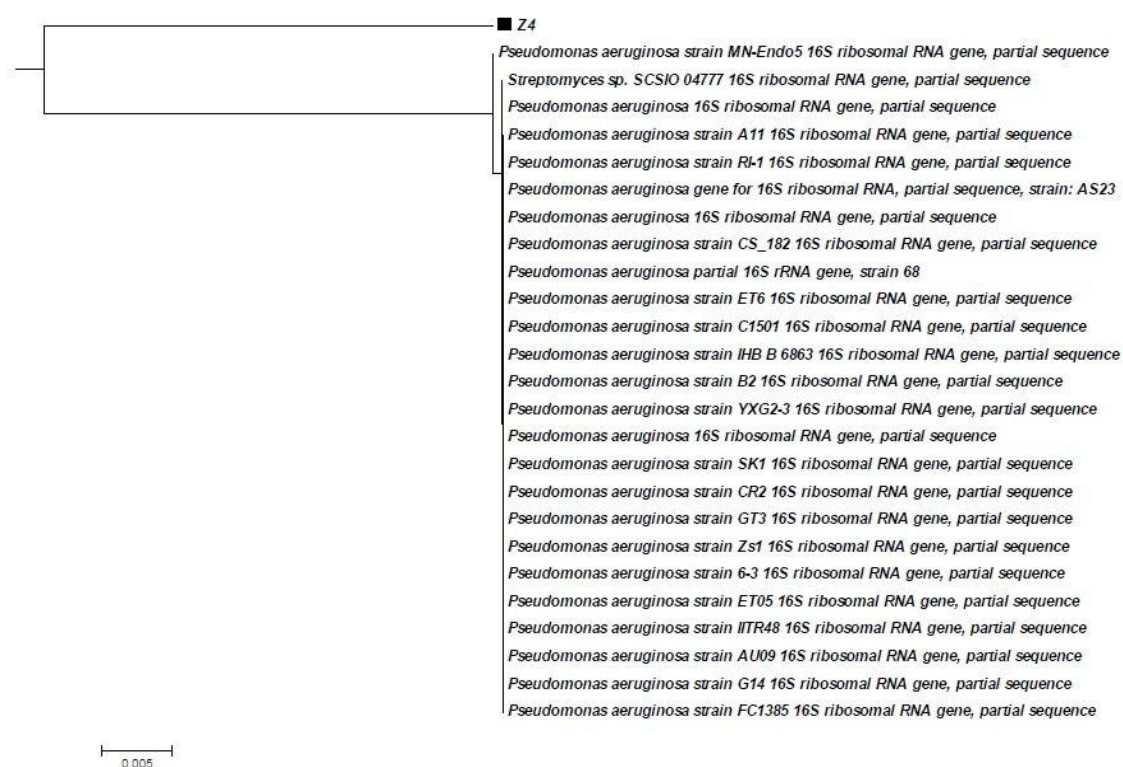 Z4
Pseudomonas aeruginosa strain MN-Endo5 16S ribosomal RNA gene, partial sequence
Streptomyces sp. SCSIO 04777 16S ribosomal RNA gene, partial sequence
Pseudomonas aeruginosa 16S ribosomal RNA gene, partial sequence
Pseudomonas aeruginosa strain A11 16S ribosomal RNA gene, partial sequence
Pseudomonas aeruginosa strain RI-1 16S ribosomal RNA gene, partial sequence
Pseudomonas aeruginosa gene for 16S ribosomal RNA, partial sequence, strain: AS23
Pseudomonas aeruginosa 16S ribosomal RNA gene, partial sequence
Pseudomonas aeruginosa strain CS_182 16S ribosomal RNA gene, partial sequence
Pseudomonas aeruginosa partial 16S rRNA gene, strain 68
Pseudomonas aeruginosa strain ET6 16S ribosomal RNA gene, partial sequence
Pseudomonas aeruginosa strain C1501 16S ribosomal RNA gene, partial sequence
Pseudomonas aeruginosa strain IHB B 6863 16S ribosomal RNA gene, partial sequence
Pseudomonas aeruginosa strain B2 16S ribosomal RNA gene, partial sequence
Pseudomonas aeruginosa strain YXG2-3 16S ribosomal RNA gene, partial sequence
Pseudomonas aeruginosa 16S ribosomal RNA gene, partial sequence
Pseudomonas aeruginosa strain SK1 16S ribosomal RNA gene, partial sequence
Pseudomonas aeruginosa strain CR2 16S ribosomal RNA gene, partial sequence
Pseudomonas aeruginosa strain GT3 16S ribosomal RNA gene, partial sequence
Pseudomonas aeruginosa strain Zs1 16S ribosomal RNA gene, partial sequence
Pseudomonas aeruginosa strain 6-3 16S ribosomal RNA gene, partial sequence
Pseudomonas aeruginosa strain ET05 16S ribosomal RNA gene, partial sequence
Pseudomonas aeruginosa strain IITR48 16S ribosomal RNA gene, partial sequence
Pseudomonas aeruginosa strain AU09 16S ribosomal RNA gene, partial sequence
Pseudomonas aeruginosa strain G14 16S ribosomal RNA gene, partial sequence
Pseudomonas aeruginosa strain FC1385 16S ribosomal RNA gene, partial sequence
0.005